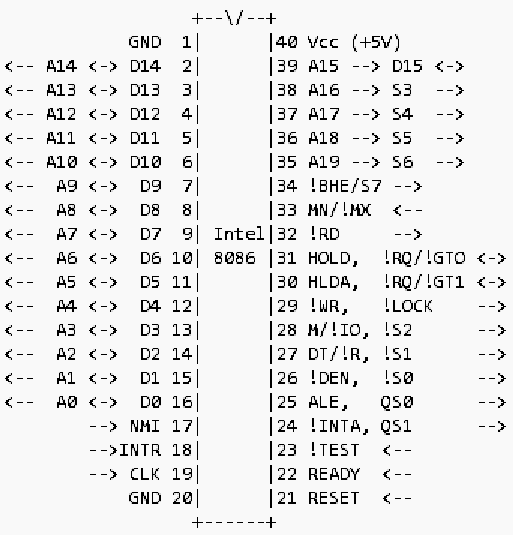 +--\/--+
                GND  1|      |40 Vcc (+5V)
<--  A14 <-> D14  2|      |39 A15 --> D15 <->
<--  A13 <-> D13  3|      |38 A16 --> S3  -->
<--  A12 <-> D12  4|      |37 A17 --> S4  -->
<--  A11 <-> D11  5|      |36 A18 --> S5  -->
<--  A10 <-> D10  6|      |35 A19 --> S6  -->
<--   A9 <->  D9  7|      |34 !BHE/S7 -->
<--   A8 <->  D8  8|      |33 MN/!MX  <--
<--   A7 <->  D7  9| Intel|32 !RD     -->
<--   A6 <->  D6 10| 8086 |31 HOLD,  !RQ/!GT0 <->
<--   A5 <->  D5 11|      |30 HLDA,  !RQ/!GT1 <->
<--   A4 <->  D4 12|      |29 !WR,   !LOCK    -->
<--   A3 <->  D3 13|      |28 M/!IO, !S2      -->
<--   A2 <->  D2 14|      |27 DT/!R, !S1      -->
<--   A1 <->  D1 15|      |26 !DEN,  !S0      -->
<--   A0 <->  D0 16|      |25 ALE,   QS0      -->
         --> NMI 17|      |24 !INTA, QS1      -->
         -->INTR 18|      |23 !TEST  <--
         --> CLK 19|      |22 READY  <--
             GND 20|      |21 RESET  <--
                   +------+